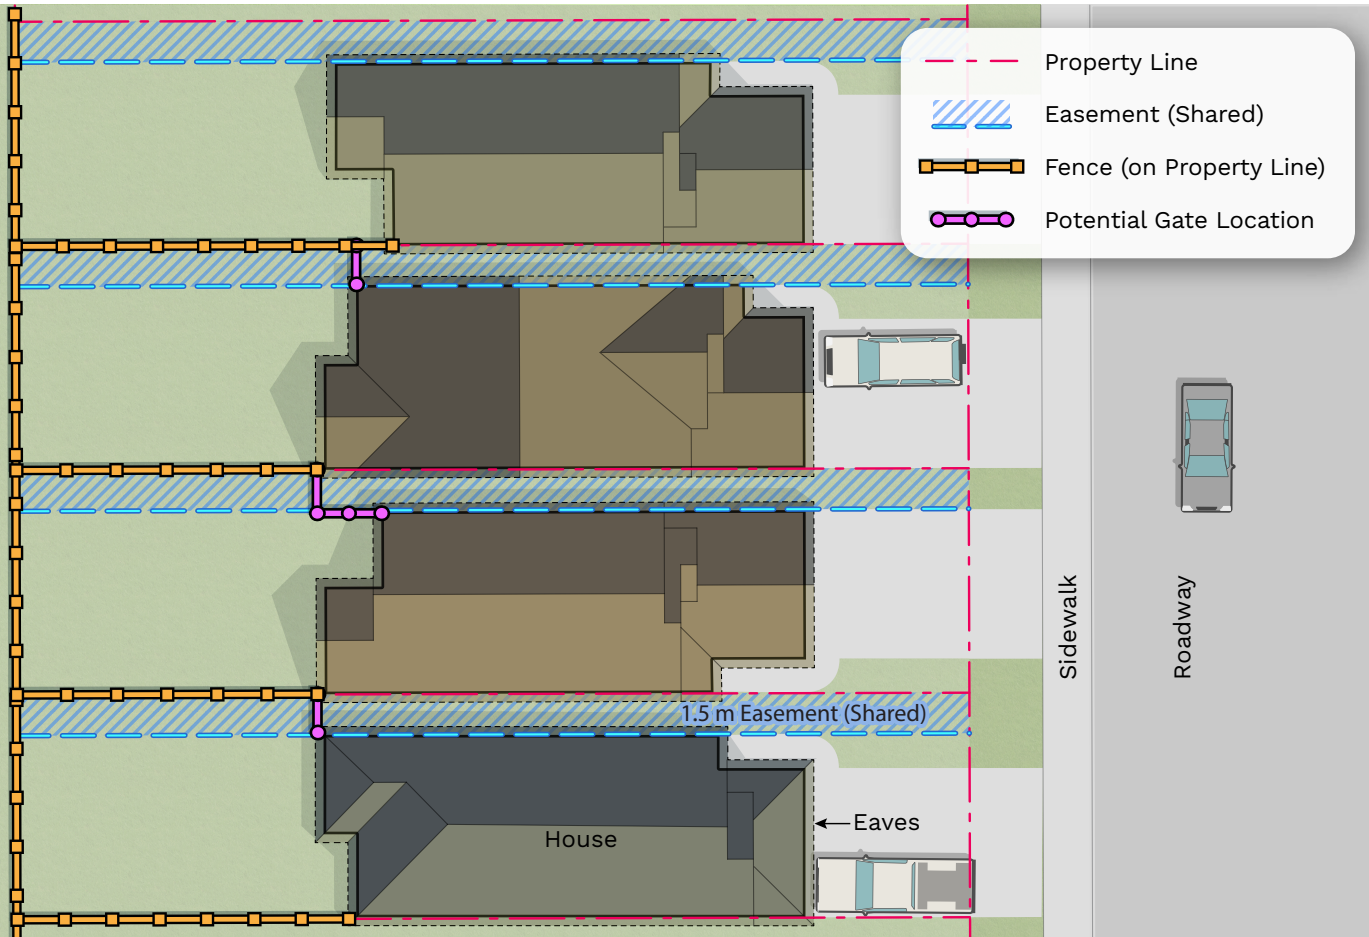 Property Line
Easement (Shared)
Fence (on Property Line)
Potential Gate Location
Sidewalk
Roadway
1.5 m Easement (Shared)
Eaves
House